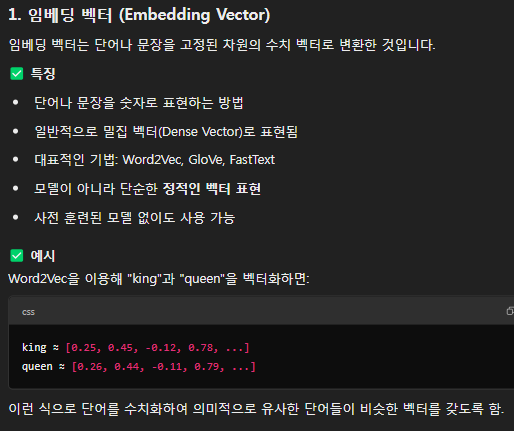 1. 임베딩 벡터 (Embedding Vector)
임베딩 벡터는 단어나 문장을 고정된 차원의 수치 벡터로 변환한 것입니다.
✅ 특징
• 단어나 문장을 숫자로 표현하는 방법
• 일반적으로 밀집 벡터(Dense Vector)로 표현됨
• 대표적인 기법: Word2Vec, GloVe, FastText
• 모델이 아니라 단순한 정적인 벡터 표현
• 사전 훈련된 모델 없이도 사용 가능
✅ 예시
Word2Vec을 이용해 "king"과 "queen"을 벡터화하면:
css
king ≈ [0.25, 0.45, -0.12, 0.78, ...]
queen ≈ [0.26, 0.44, -0.11, 0.79, ...]
이런 식으로 단어를 수치화하여 의미적으로 유사한 단어들이 비슷한 벡터를 갖도록 함.